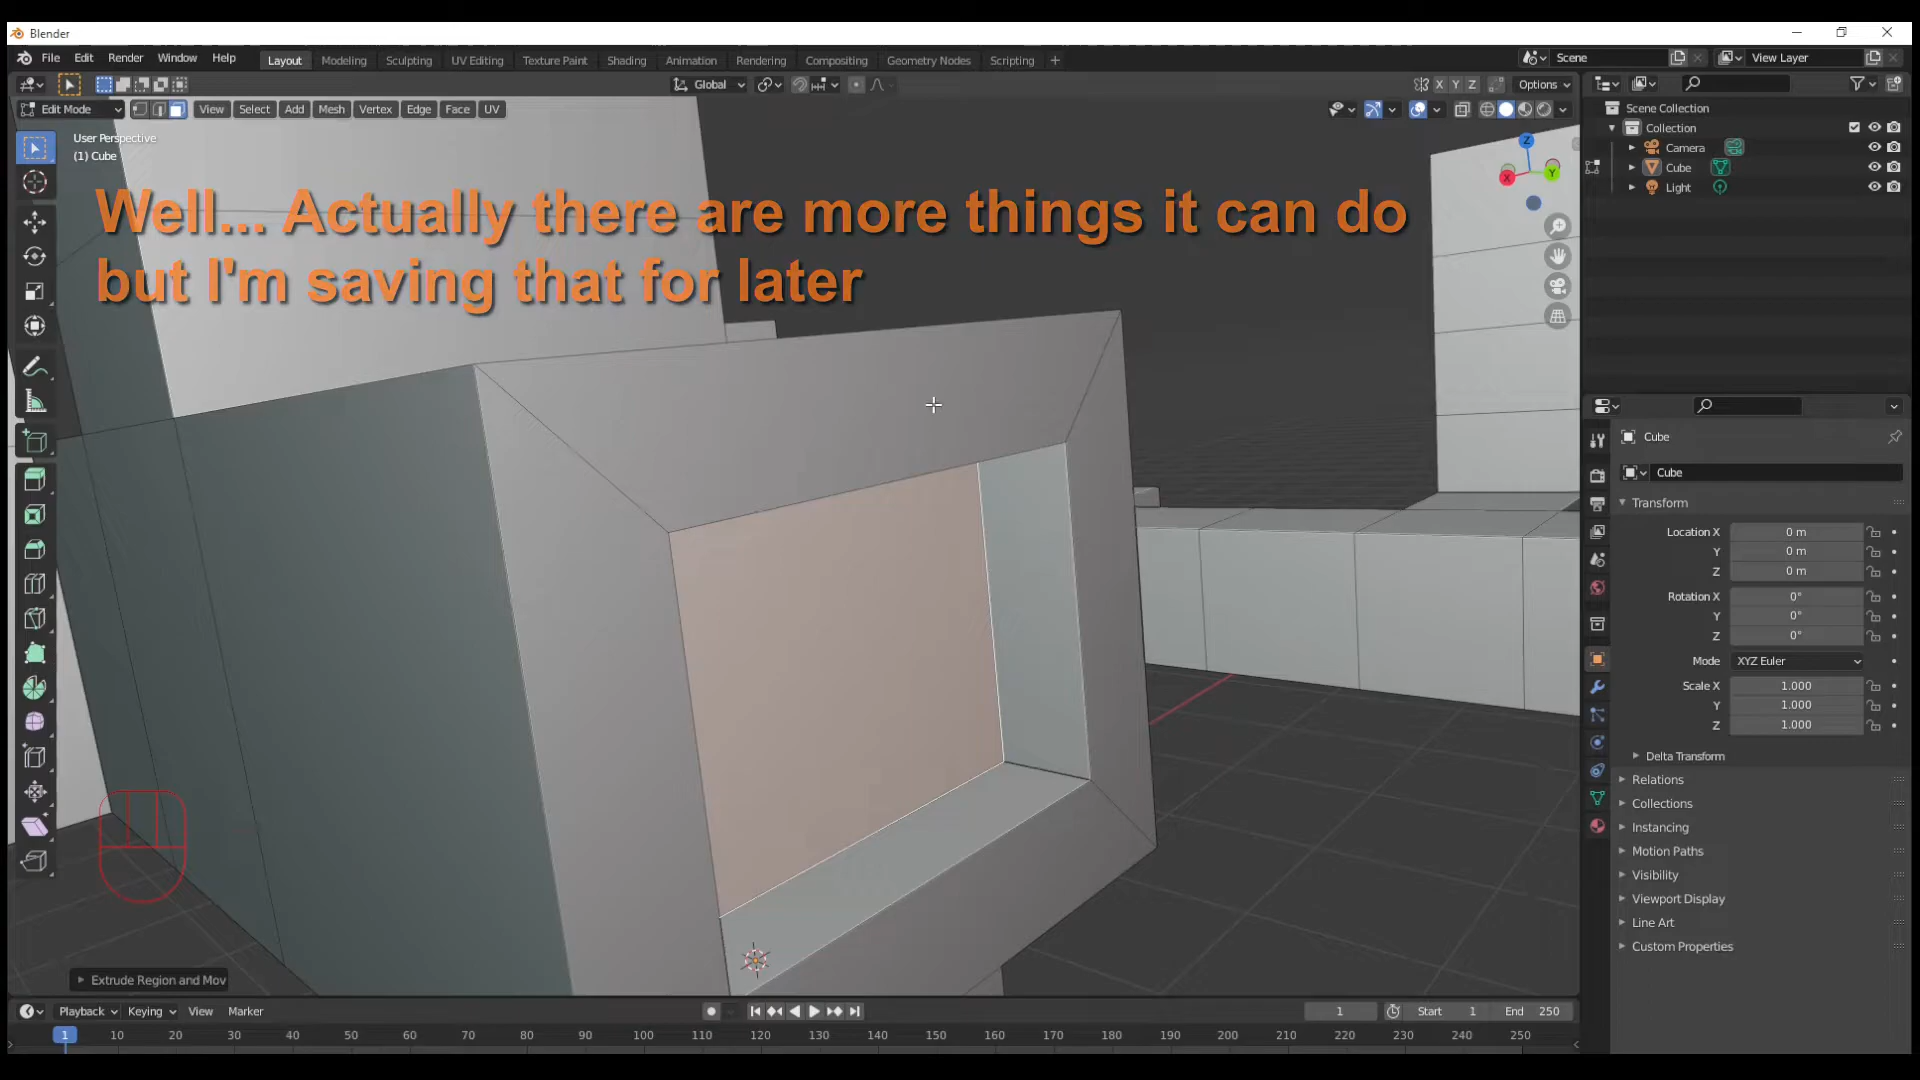 Blender
File Edit Render Window Help
Layout Modeling Sculpting UV Editing Texture Paint Shading Animation Rendering Compositing Geometry Nodes Scripting +
Scene
View Layer
Global
X Y Z
Options
Edit Mode
View Select Add Mesh Vertex Edge Face UV
User Perspective
(1) Cube
Well... Actually there are more things it can do
but I'm saving that for later
Z
X
Y
Scene Collection
Collection
Camera
Cube
Light
Cube
Cube
Transform
Location X 0 m
Y 0 m
Z 0 m
Rotation X 0°
Y 0°
Z 0°
Mode XYZ Euler
Scale X 1.000
Y 1.000
Z 1.000
Delta Transform
Relations
Collections
Instancing
Motion Paths
Visibility
Viewport Display
Line Art
Custom Properties
Extrude Region and Mov
Playback Keying View Marker
1
Start 1
End 250
1 10 20 30 40 50 60 70 80 90 100 110 120 130 140 150 160 170 180 190 200 210 220 230 240 250